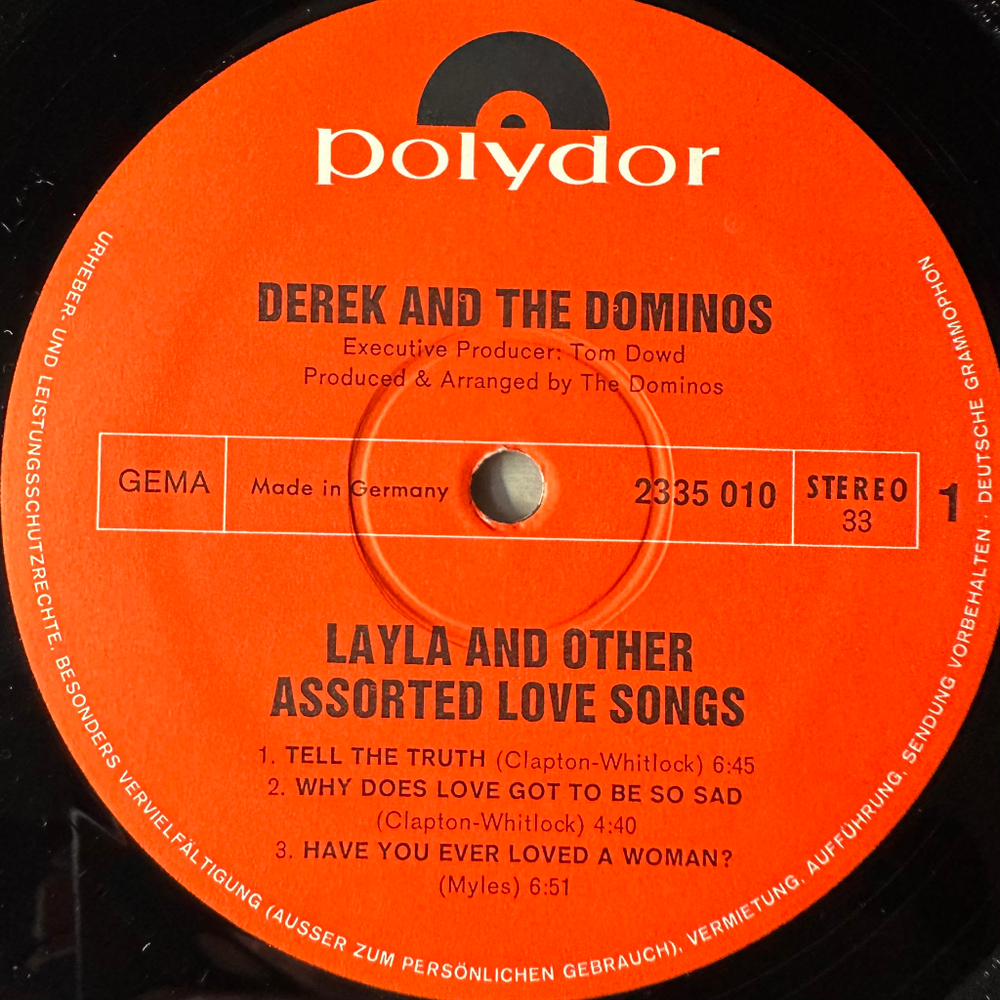 polydor
DEREK AND THE DOMINOS
Executive Producer: Tom Dowd
Produced & Arranged by The Dominos
GEMA
Made in Germany
2335 010
STEREO
33
1
LAYLA AND OTHER
ASSORTED LOVE SONGS
1. TELL THE TRUTH (Clapton-Whitlock) 6:45
2. WHY DOES LOVE GOT TO BE SO SAD
(Clapton-Whitlock) 4:40
3. HAVE YOU EVER LOVED A WOMAN?
(Myles) 6:51
URHEBER- UND LEISTUNGSSCHUTZRECHTE, BESONDERS VERVIELFÄLTIGUNG (AUSSER ZUM PERSÖNLICHEN GEBRAUCH), VERMIETUNG, AUFFÜHRUNG, SENDUNG VORBEHALTEN . DEUTSCHE GRAMMOPHON